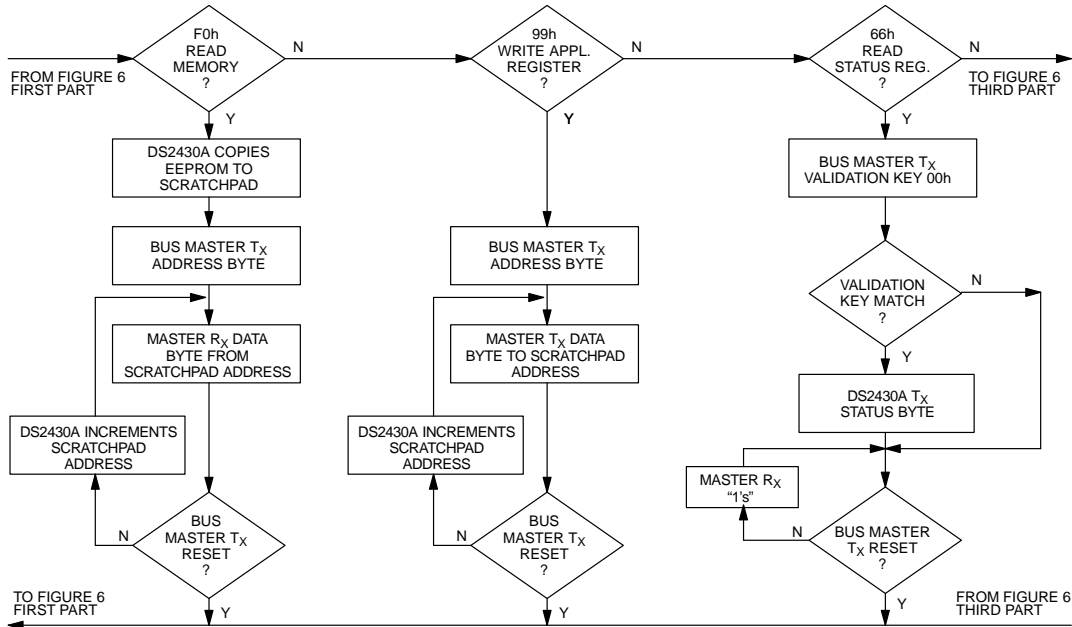 F0h
READ
MEMORY
?
N
99h
WRITE APPL.
REGISTER
?
N
66h
READ
STATUS REG.
?
N
FROM FIGURE 6
FIRST PART
TO FIGURE 6
THIRD PART
Y
Y
Y
DS2430A COPIES
EEPROM TO
SCRATCHPAD
BUS MASTER TX
VALIDATION KEY 00h
BUS MASTER TX
ADDRESS BYTE
BUS MASTER TX
ADDRESS BYTE
VALIDATION
KEY MATCH
?
N
Y
MASTER RX DATA
BYTE FROM
SCRATCHPAD ADDRESS
MASTER TX DATA
BYTE TO SCRATCHPAD
ADDRESS
DS2430A TX
STATUS BYTE
DS2430A INCREMENTS
SCRATCHPAD
ADDRESS
DS2430A INCREMENTS
SCRATCHPAD
ADDRESS
MASTER RX
“1’s”
BUS
MASTER TX
RESET
?
N
BUS
MASTER TX
RESET
?
N
BUS MASTER
TX RESET
?
N
TO FIGURE 6
FIRST PART
Y
Y
Y
FROM FIGURE 6
THIRD PART